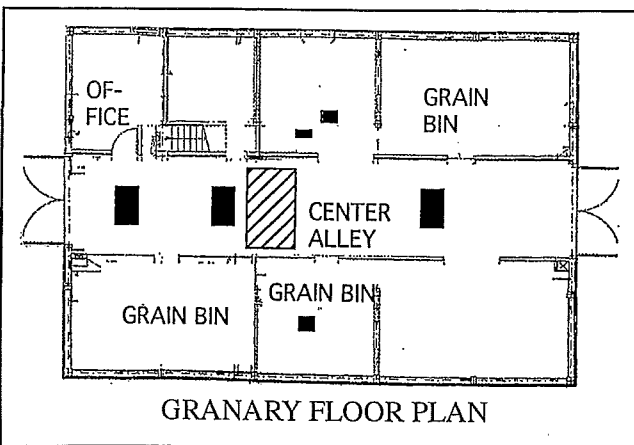 OF-
FICE
GRAIN
BIN
CENTER
ALLEY
GRAIN BIN
GRAIN BIN
GRANARY FLOOR PLAN